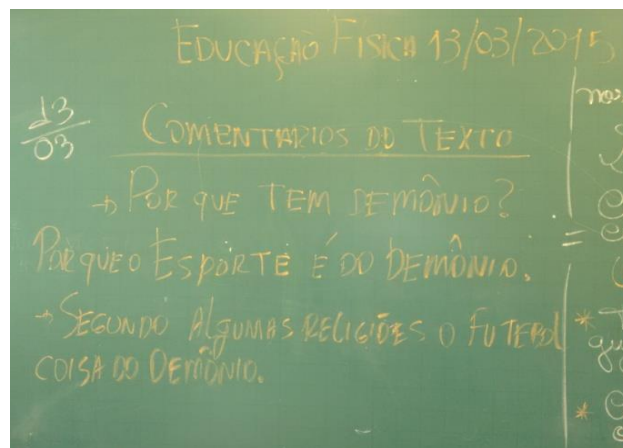 EDUCAÇÃO FÍSICA 13/03/2015
13/03
COMENTARIOS DO TEXTO
→ POR QUE TEM DEMÔNIO?
PORQUE O ESPORTE É DO DEMÔNIO.
→ SEGUNDO ALGUMAS RELIGIÕES O FUTEBOL
COISA DO DEMÔNIO.